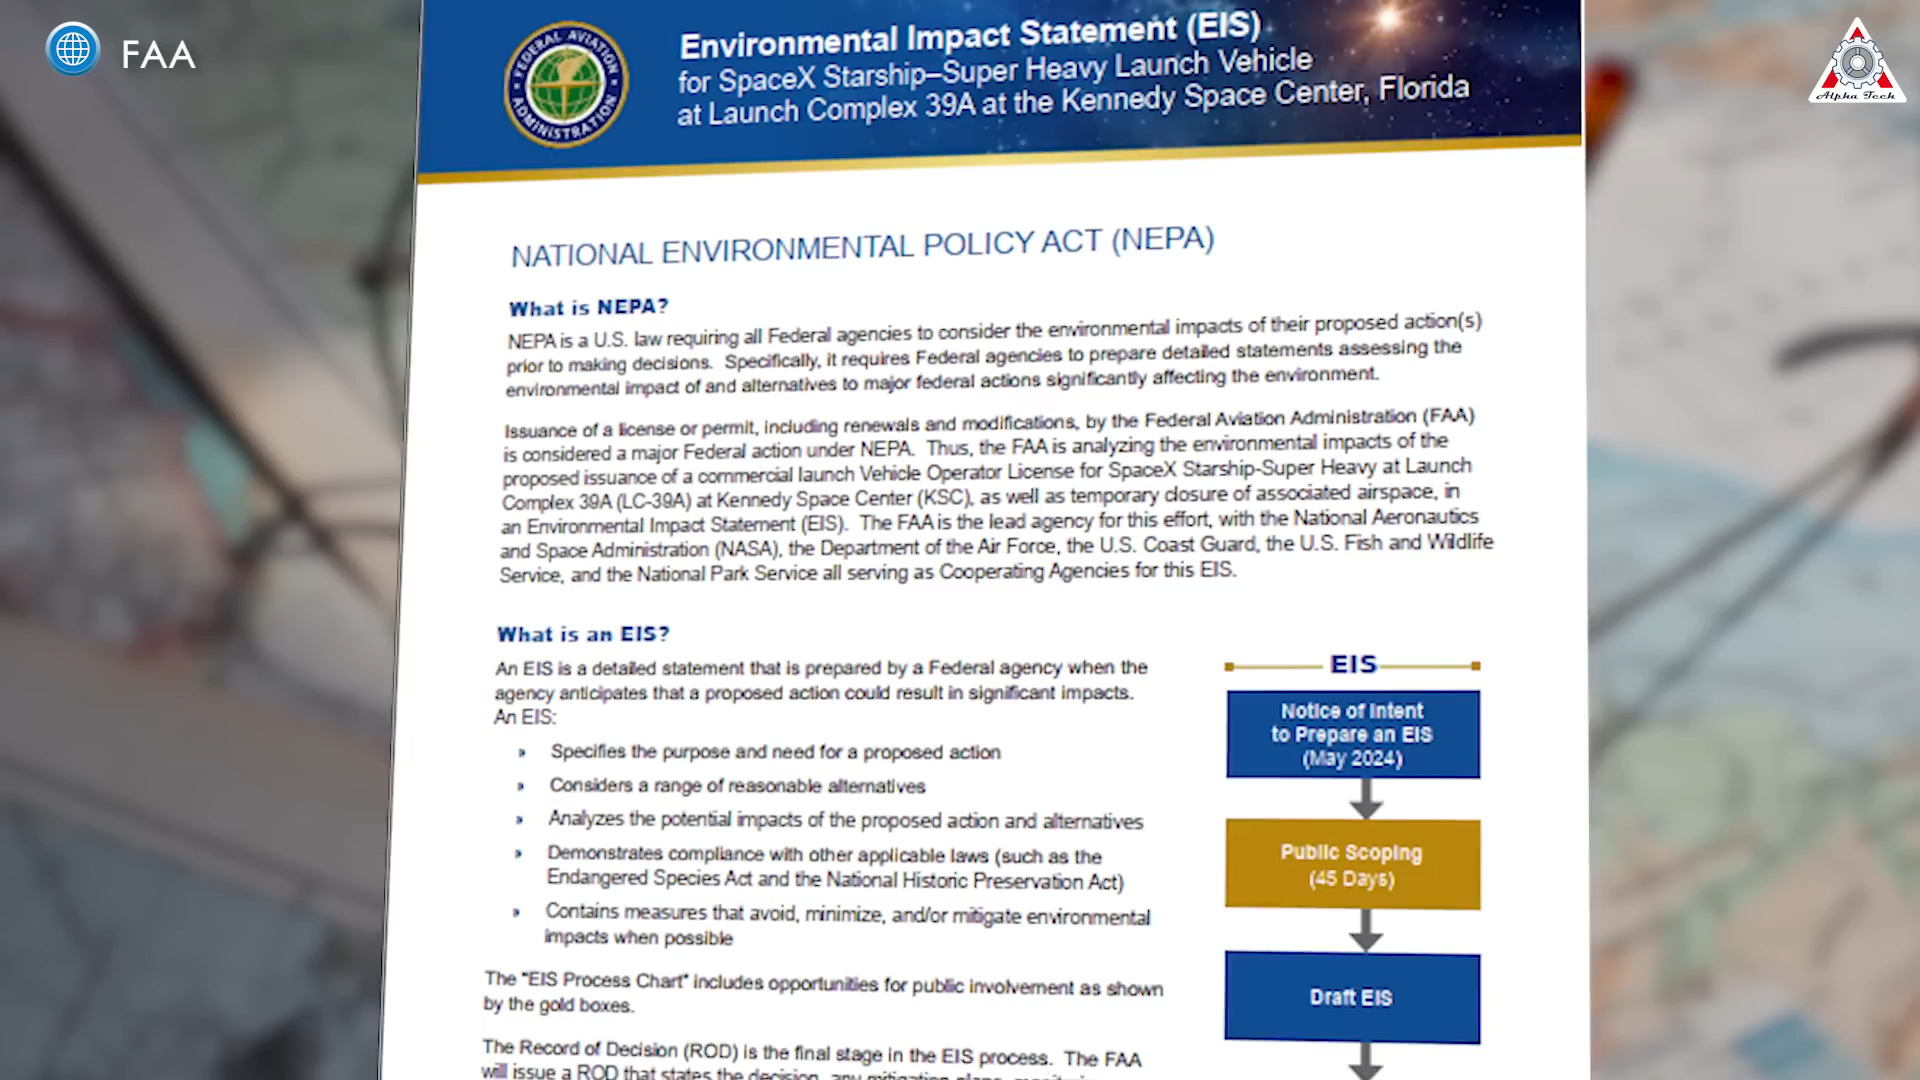 FAA
Alpha Tech
FEDERAL AVIATION
ADMINISTRATION
Environmental Impact Statement (EIS)
for SpaceX Starship–Super Heavy Launch Vehicle
at Launch Complex 39A at the Kennedy Space Center, Florida
NATIONAL ENVIRONMENTAL POLICY ACT (NEPA)
What is NEPA?
NEPA is a U.S. law requiring all Federal agencies to consider the environmental impacts of their proposed action(s)
prior to making decisions. Specifically, it requires Federal agencies to prepare detailed statements assessing the
environmental impact of and alternatives to major federal actions significantly affecting the environment.
Issuance of a license or permit, including renewals and modifications, by the Federal Aviation Administration (FAA)
is considered a major Federal action under NEPA. Thus, the FAA is analyzing the environmental impacts of the
proposed issuance of a commercial launch Vehicle Operator License for SpaceX Starship-Super Heavy at Launch
Complex 39A (LC-39A) at Kennedy Space Center (KSC), as well as temporary closure of associated airspace, in
an Environmental Impact Statement (EIS). The FAA is the lead agency for this effort, with the National Aeronautics
and Space Administration (NASA), the Department of the Air Force, the U.S. Coast Guard, the U.S. Fish and Wildlife
Service, and the National Park Service all serving as Cooperating Agencies for this EIS.
What is an EIS?
An EIS is a detailed statement that is prepared by a Federal agency when the
agency anticipates that a proposed action could result in significant impacts.
An EIS:
» Specifies the purpose and need for a proposed action
» Considers a range of reasonable alternatives
» Analyzes the potential impacts of the proposed action and alternatives
» Demonstrates compliance with other applicable laws (such as the
Endangered Species Act and the National Historic Preservation Act)
» Contains measures that avoid, minimize, and/or mitigate environmental
impacts when possible
The "EIS Process Chart" includes opportunities for public involvement as shown
by the gold boxes.
The Record of Decision (ROD) is the final stage in the EIS process. The FAA
will issue a ROD that states the decision, any mitigation plans,
EIS
Notice of Intent
to Prepare an EIS
(May 2024)
Public Scoping
(45 Days)
Draft EIS